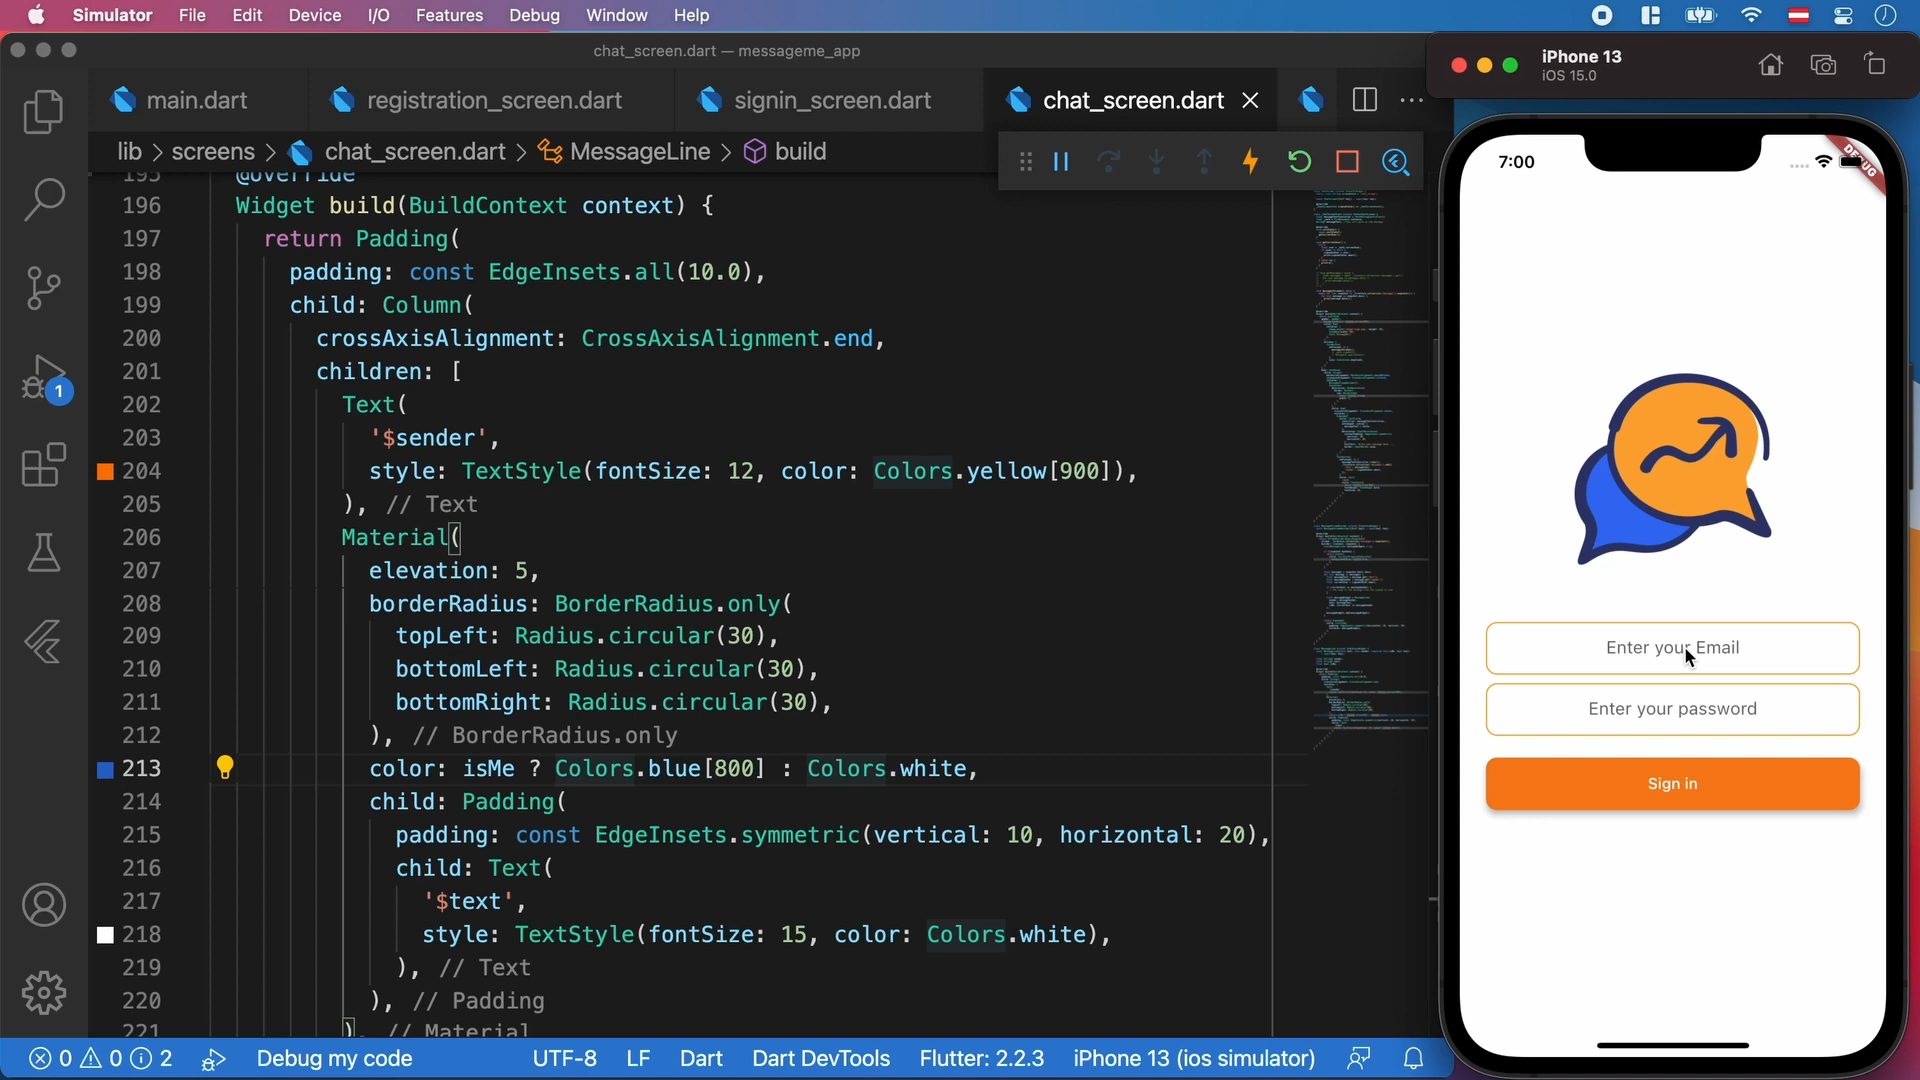 Simulator File Edit Device I/O Features Debug Window Help
chat_screen.dart — messageme_app
main.dart registration_screen.dart signin_screen.dart chat_screen.dart
lib > screens > chat_screen.dart > MessageLine > build
195 @override
196 Widget build(BuildContext context) {
197 return Padding(
198 padding: const EdgeInsets.all(10.0),
199 child: Column(
200 crossAxisAlignment: CrossAxisAlignment.end,
201 children: [
202 Text(
203 '$sender',
204 style: TextStyle(fontSize: 12, color: Colors.yellow[900]),
205 ), // Text
206 Material(
207 elevation: 5,
208 borderRadius: BorderRadius.only(
209 topLeft: Radius.circular(30),
210 bottomLeft: Radius.circular(30),
211 bottomRight: Radius.circular(30),
212 ), // BorderRadius.only
213 color: isMe ? Colors.blue[800] : Colors.white,
214 child: Padding(
215 padding: const EdgeInsets.symmetric(vertical: 10, horizontal: 20),
216 child: Text(
217 '$text',
218 style: TextStyle(fontSize: 15, color: Colors.white),
219 ), // Text
220 ), // Padding
221 ), // Material
1
0 0 2 Debug my code UTF-8 LF Dart Dart DevTools Flutter: 2.2.3 iPhone 13 (ios simulator)
iPhone 13
iOS 15.0
7:00
DEBUG
Enter your Email
Enter your password
Sign in